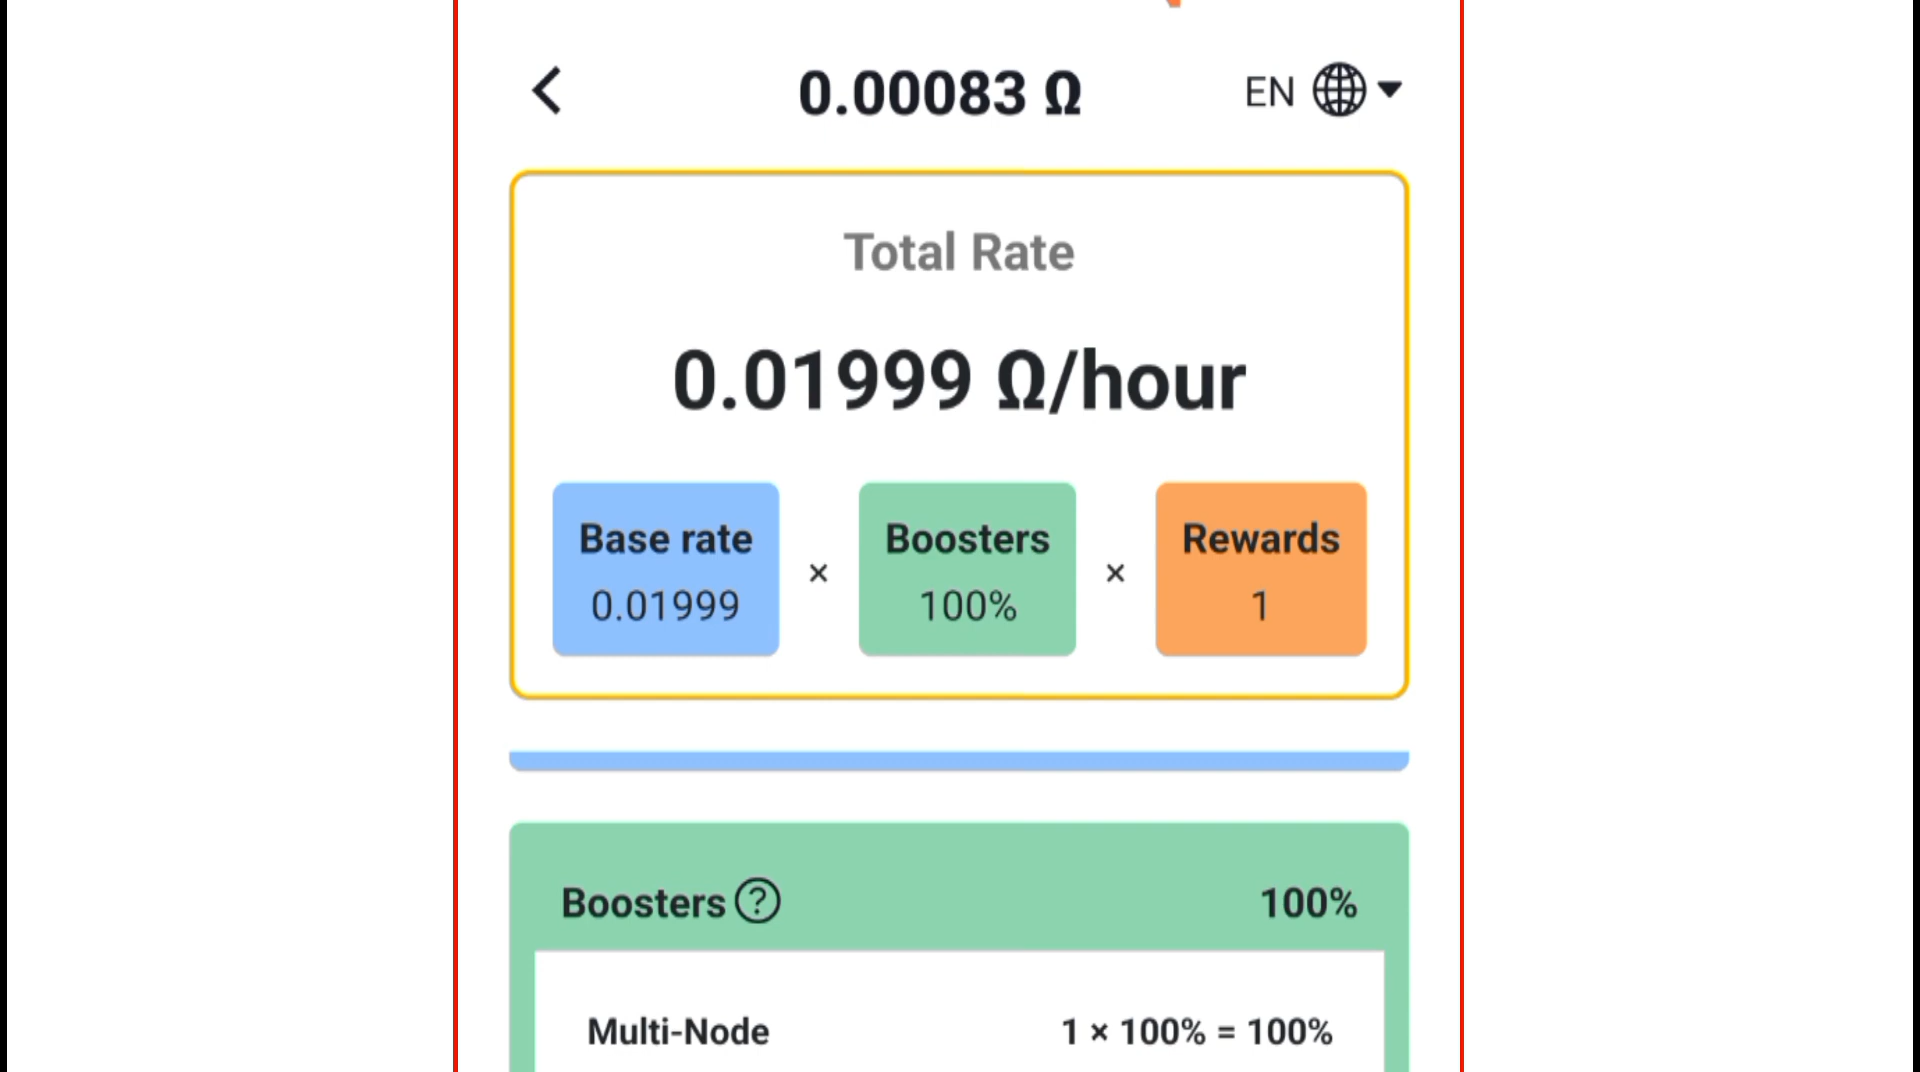 0.00083 Ω
EN
Total Rate
0.01999 Ω/hour
Base rate × Boosters × Rewards
0.01999 100% 1
Boosters ? 100%
Multi-Node 1 × 100% = 100%